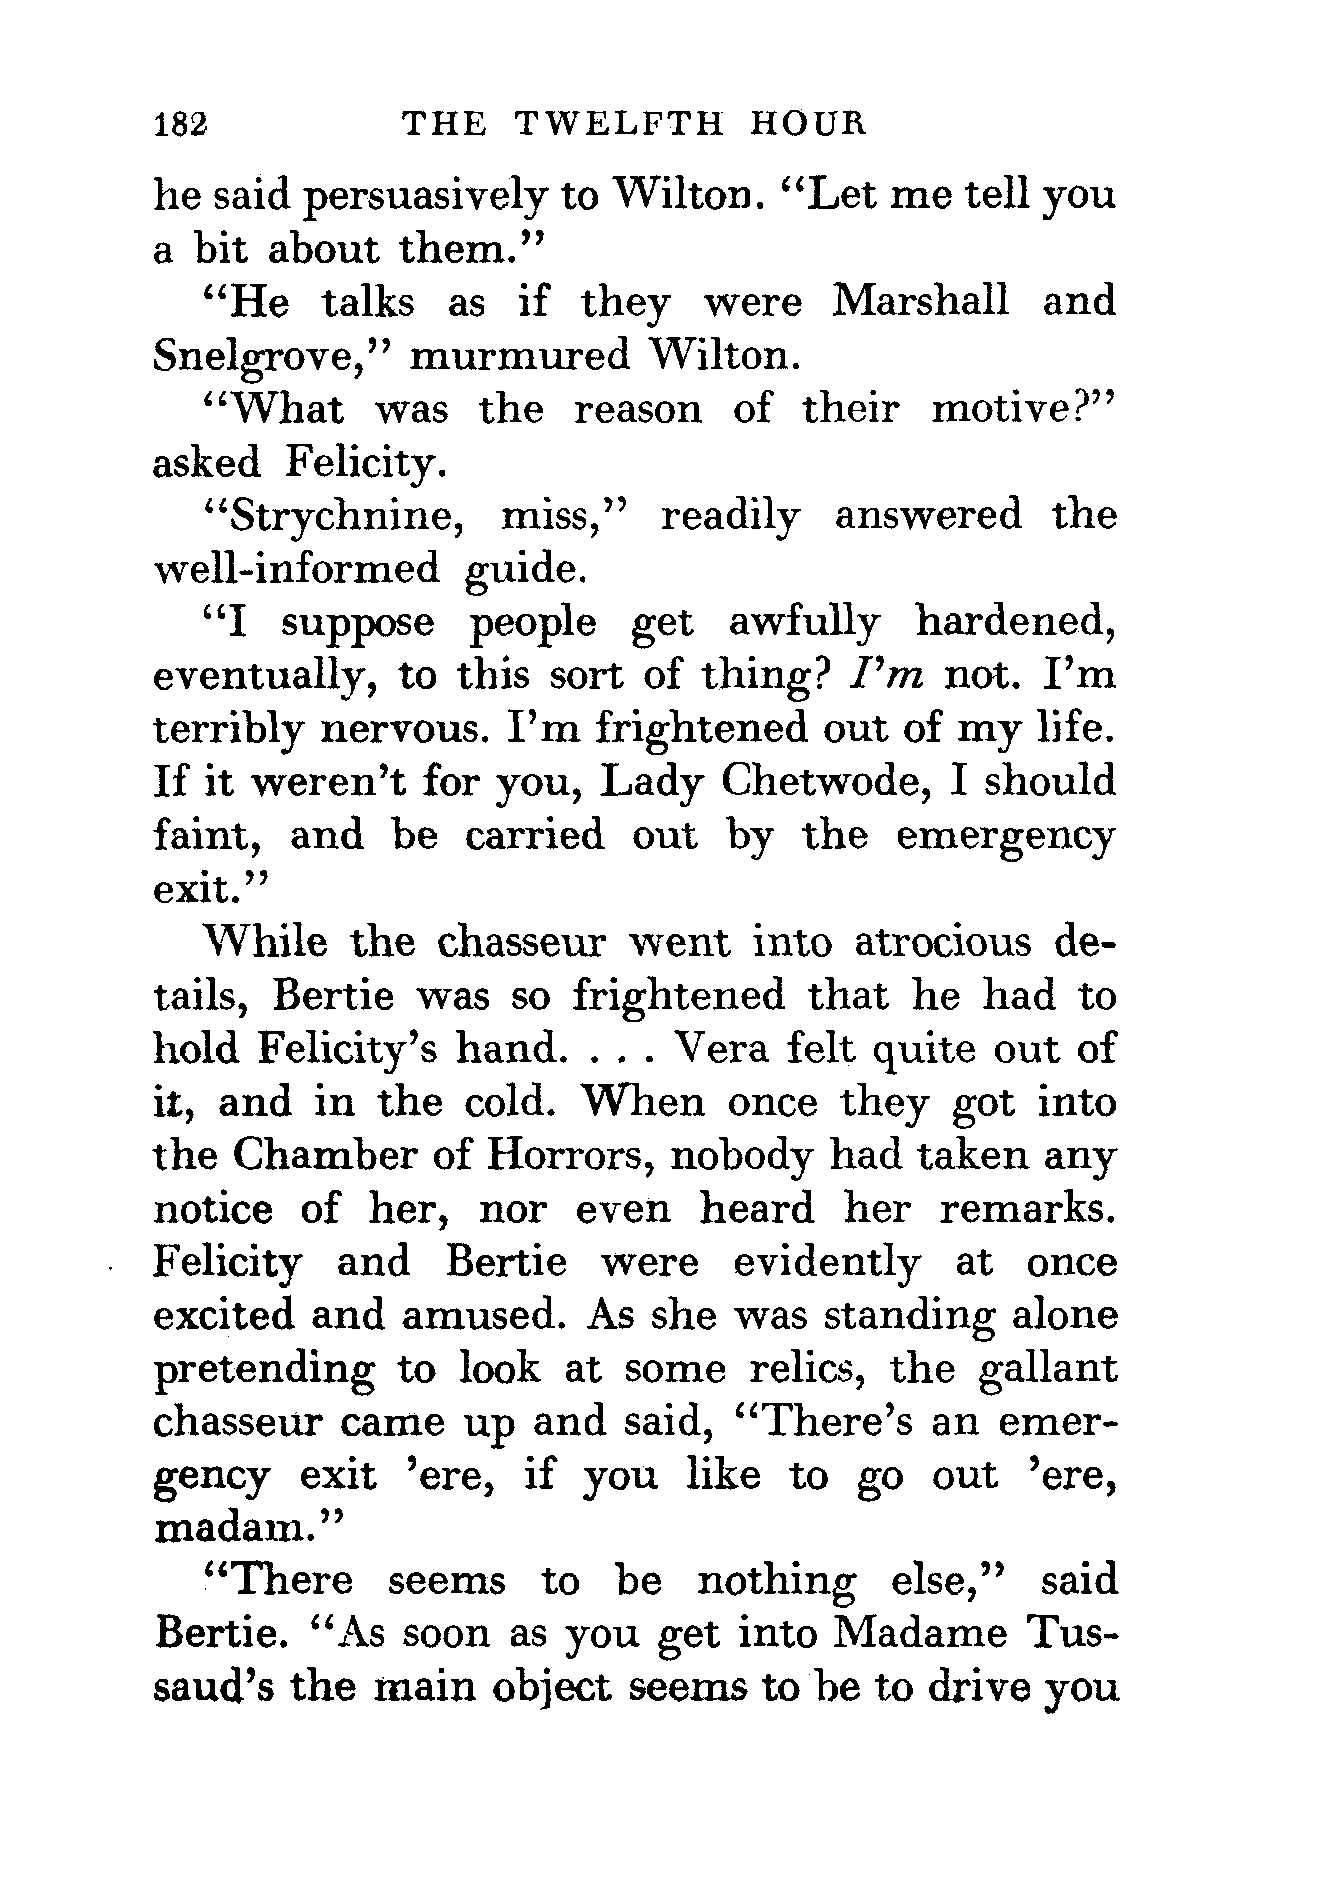 182 THE TWELFTH HOUR
he said persuasively to Wilton. “Let me tell you
a bit about them.”
“He talks as if they were Marshall and
Snelgrove,” murmured Wilton.
“What was the reason of their motive?”
asked Felicity.
“Strychnine, miss,” readily answered the
well-informed guide.
“I suppose people get awfully hardened,
eventually, to this sort of thing? I’m not. I’m
terribly nervous. I’m frightened out of my life.
If it weren’t for you, Lady Chetwode, I should
faint, and be carried out by the emergency
exit.”
While the chasseur went into atrocious de-
tails, Bertie was so frightened that he had to
hold Felicity’s hand. . . . Vera felt quite out of
it, and in the cold. When once they got into
the Chamber of Horrors, nobody had taken any
notice of her, nor even heard her remarks.
Felicity and Bertie were evidently at once
excited and amused. As she was standing alone
pretending to look at some relics, the gallant
chasseur came up and said, “There’s an emer-
gency exit ’ere, if you like to go out ’ere,
madam.”
“There seems to be nothing else,” said
Bertie. “As soon as you get into Madame Tus-
saud’s the main object seems to be to drive you